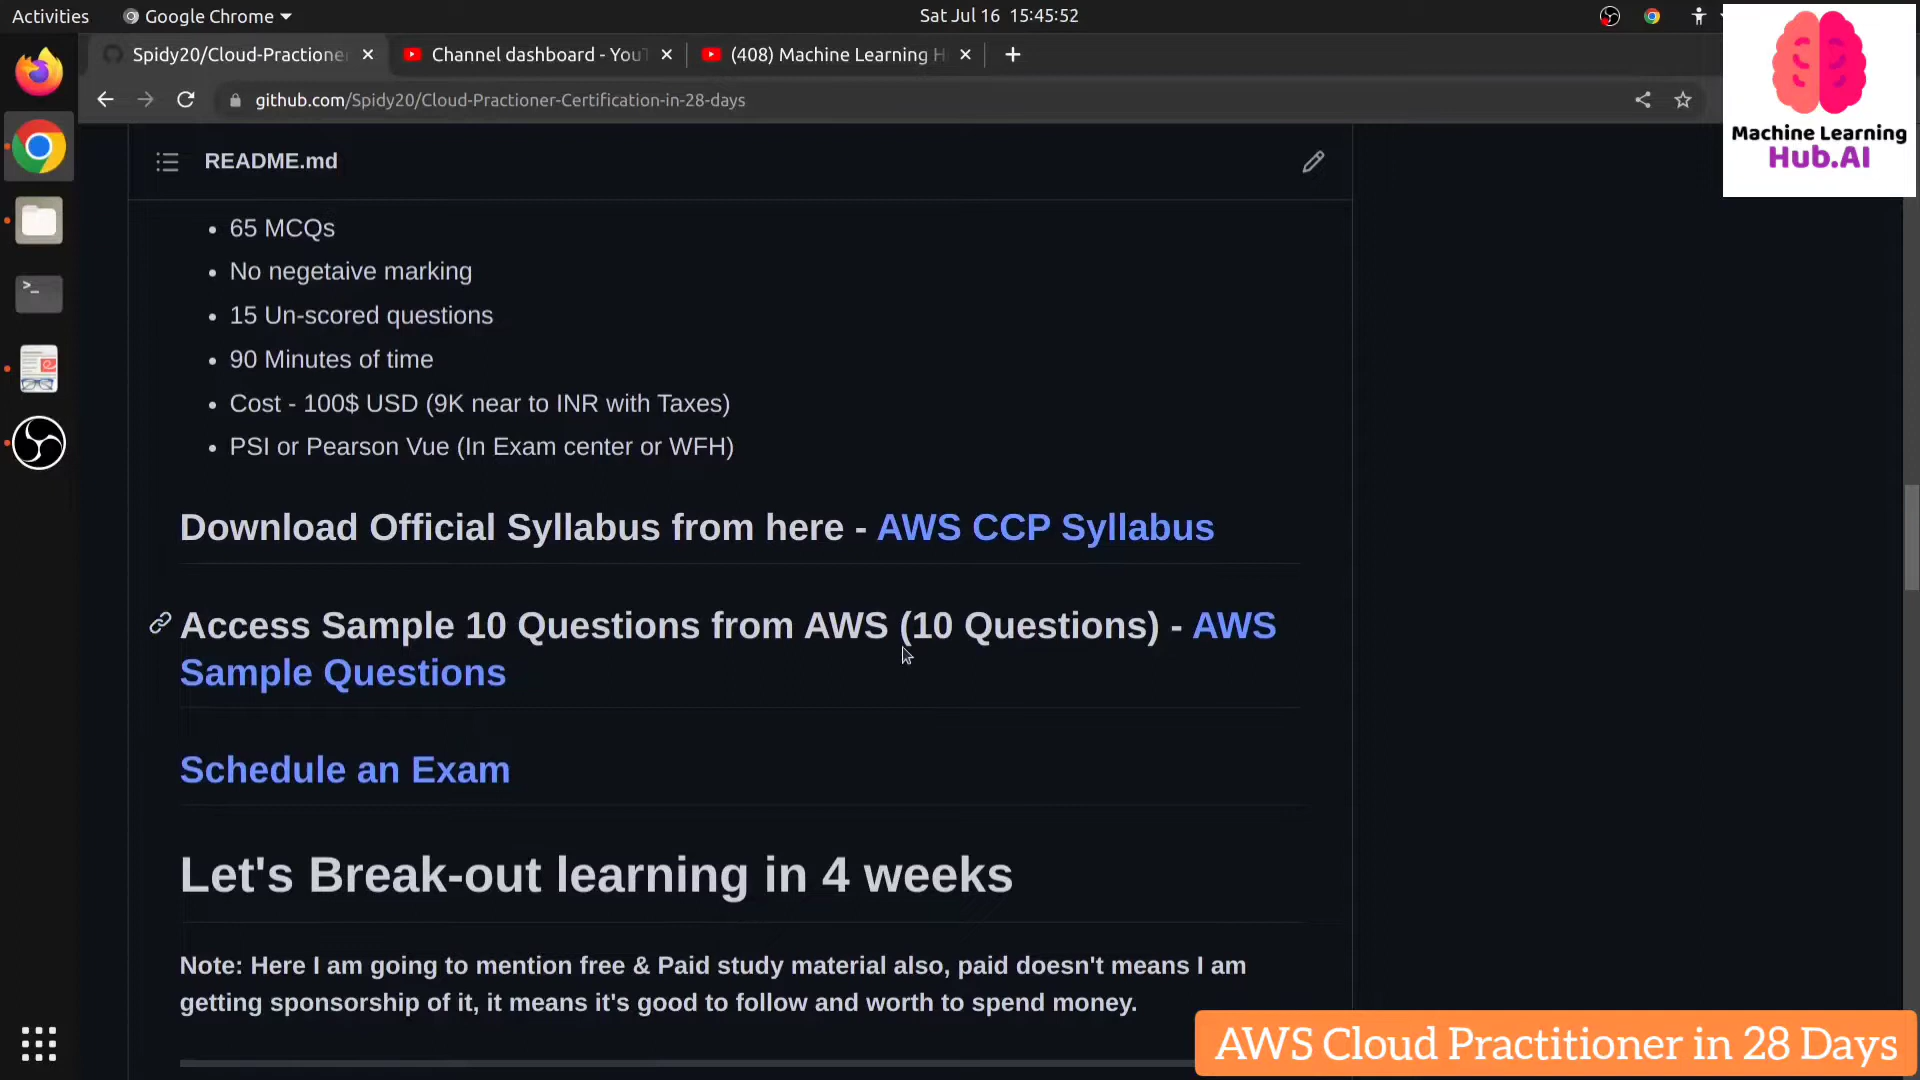 Activities
Google Chrome
Sat Jul 16 15:45:52
Spidy20/Cloud-Practioner
Channel dashboard - YouT
(408) Machine Learning H
github.com/Spidy20/Cloud-Practioner-Certification-in-28-days
Machine Learning
Hub.AI
README.md
65 MCQs
No negetaive marking
15 Un-scored questions
90 Minutes of time
Cost - 100$ USD (9K near to INR with Taxes)
PSI or Pearson Vue (In Exam center or WFH)
Download Official Syllabus from here - AWS CCP Syllabus
Access Sample 10 Questions from AWS (10 Questions) - AWS
Sample Questions
Schedule an Exam
Let's Break-out learning in 4 weeks
Note: Here I am going to mention free & Paid study material also, paid doesn't means I am
getting sponsorship of it, it means it's good to follow and worth to spend money.
AWS Cloud Practitioner in 28 Days